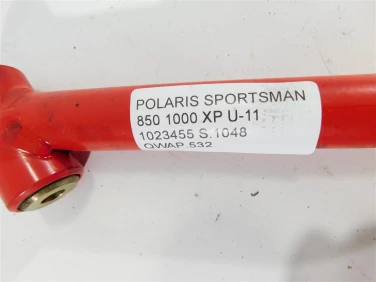 POLARIS SPORTSMAN
850 1000 XP U-11
1023455 S.1048
QWAP.532